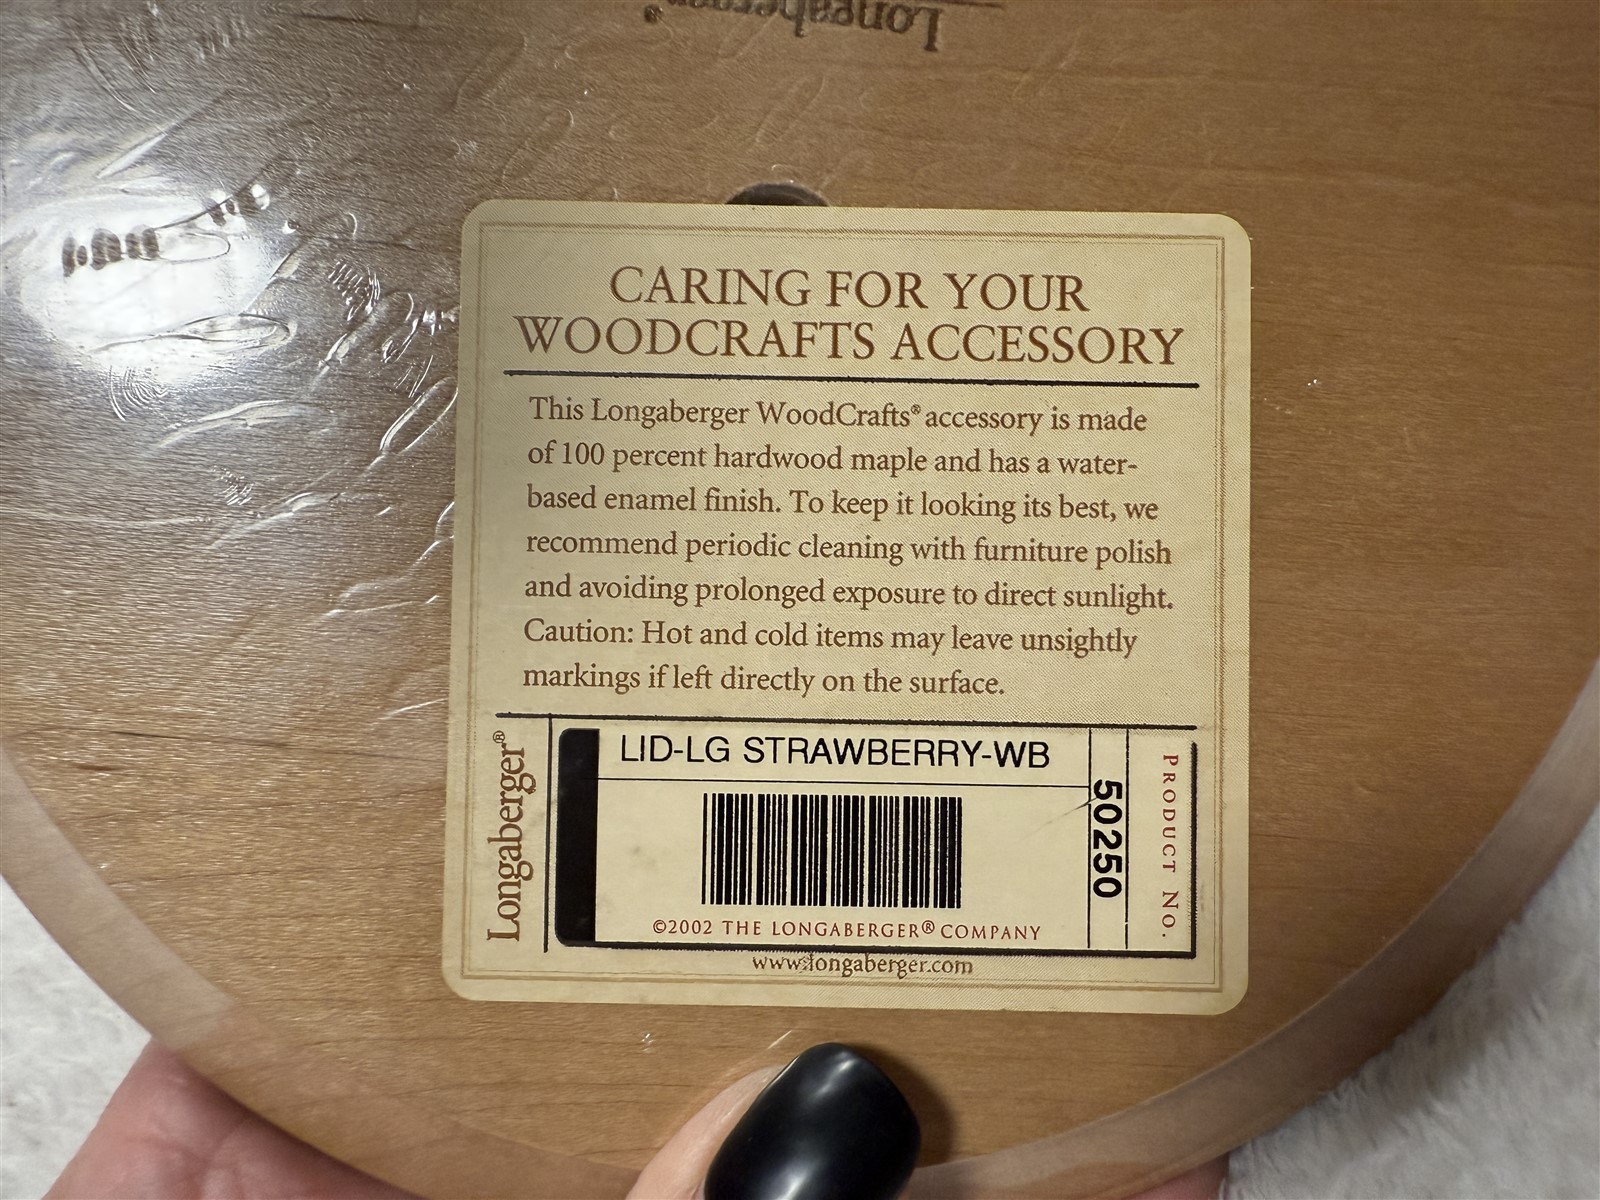 Longaberger®
CARING FOR YOUR
WOODCRAFTS ACCESSORY
This Longaberger WoodCrafts® accessory is made
of 100 percent hardwood maple and has a water-
based enamel finish. To keep it looking its best, we
recommend periodic cleaning with furniture polish
and avoiding prolonged exposure to direct sunlight.
Caution: Hot and cold items may leave unsightly
markings if left directly on the surface.
Longaberger®
LID-LG STRAWBERRY-WB
50250
PRODUCT NO.
©2002 THE LONGABERGER® COMPANY
www.longaberger.com